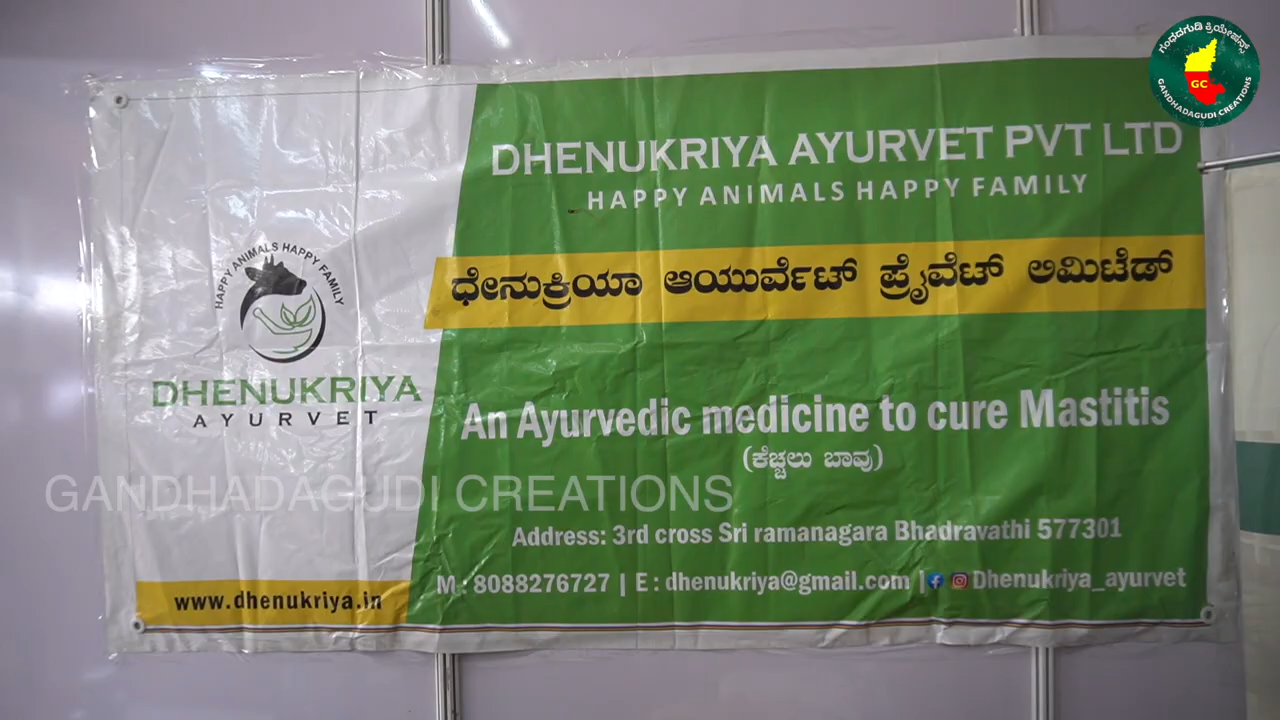 ಗಂಧದಗುಡಿ ಕ್ರಿಯೇಷನ್ಸ್
GC
GANDHADAGUDI CREATIONS
DHENUKRIYA AYURVET PVT LTD
HAPPY ANIMALS HAPPY FAMILY
ಧೇನುಕ್ರಿಯಾ ಆಯುರ್ವೆಟ್ ಪ್ರೈವೆಟ್ ಲಿಮಿಟೆಡ್
HAPPY ANIMALS HAPPY FAMILY
DHENUKRIYA
AYURVET
An Ayurvedic medicine to cure Mastitis
(ಕೆಚ್ಚಲು ಬಾವು)
GANDHADAGUDI CREATIONS
Address: 3rd cross Sri ramanagara Bhadravathi 577301
M : 8088276727 | E : dhenukriya@gmail.com | Dhenukriya_ayurvet
www.dhenukriya.in